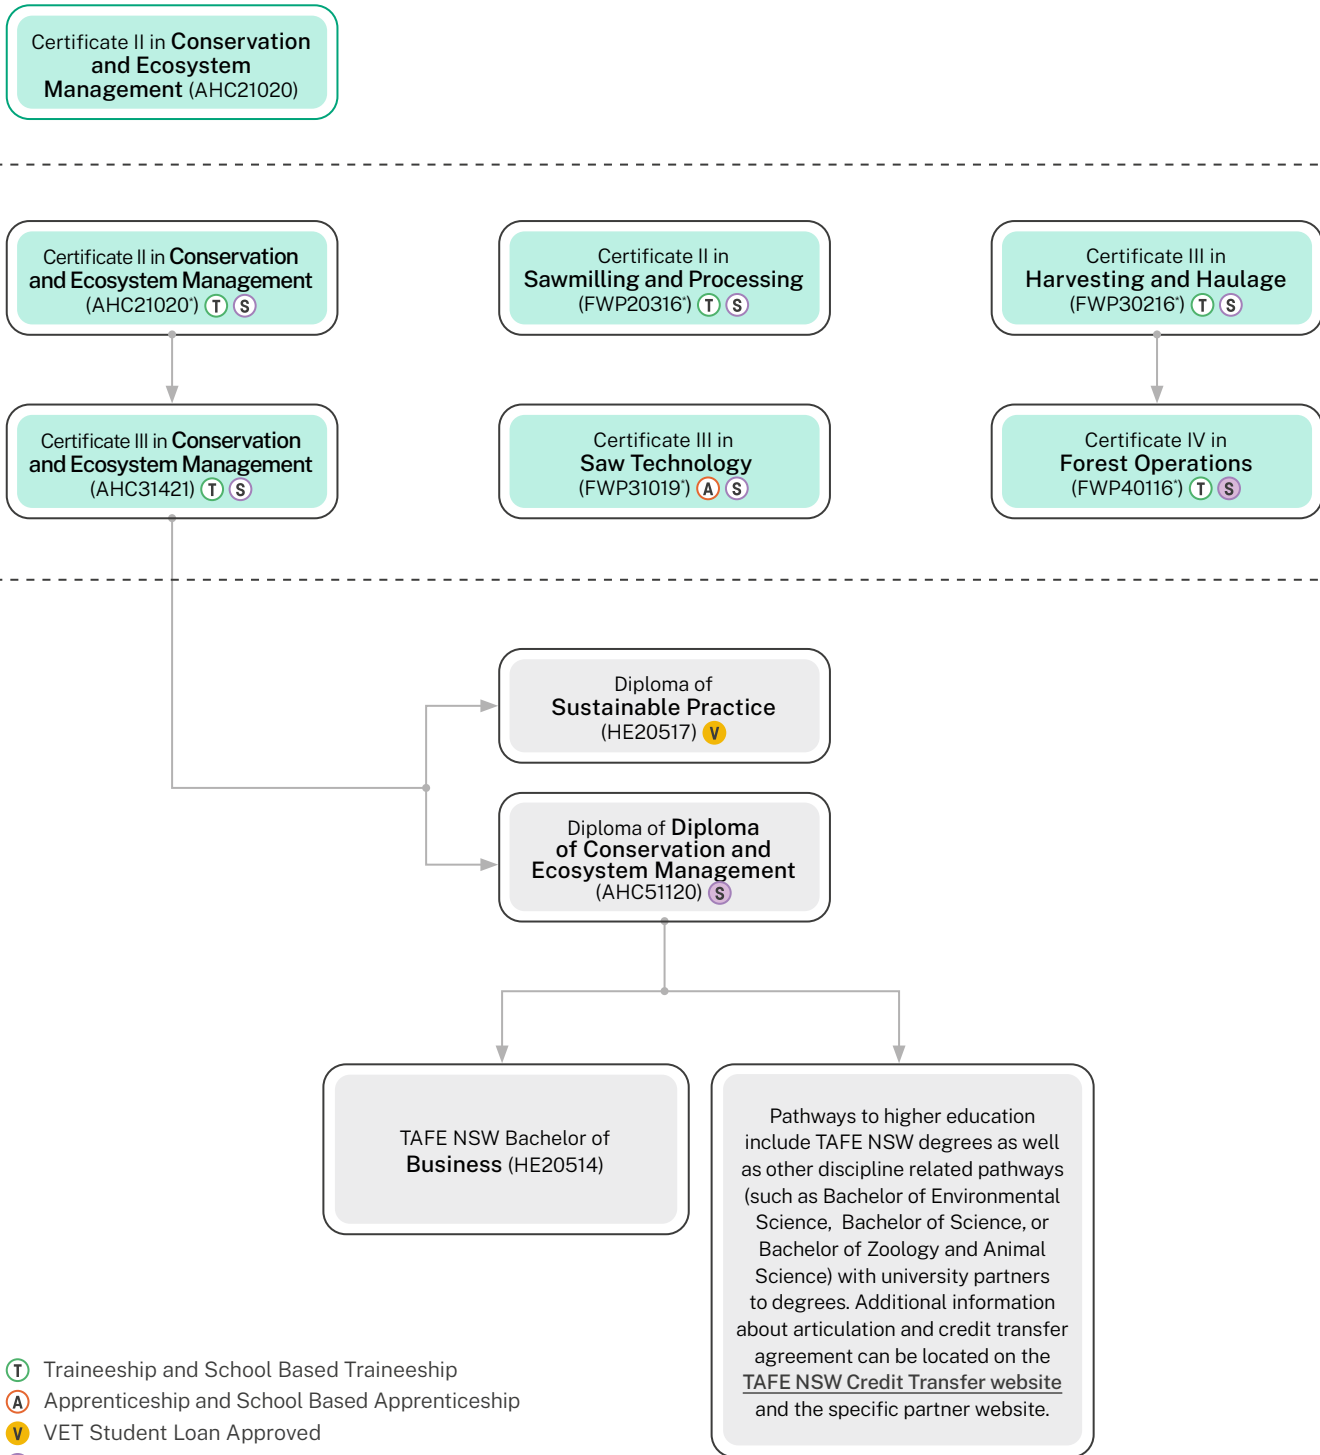 Certificate II in Conservation
and Ecosystem
Management (AHC21020)
Certificate II in Conservation
and Ecosystem Management
(AHC21020*) T S
Certificate II in
Sawmilling and Processing
(FWP20316*) T S
Certificate III in
Harvesting and Haulage
(FWP30216*) T S
Certificate III in Conservation
and Ecosystem Management
(AHC31421) T S
Certificate III in
Saw Technology
(FWP31019*) A S
Certificate IV in
Forest Operations
(FWP40116*) T S
Diploma of
Sustainable Practice
(HE20517) V
Diploma of Diploma
of Conservation and
Ecosystem Management
(AHC51120) S
TAFE NSW Bachelor of
Business (HE20514)
Pathways to higher education
include TAFE NSW degrees as well
as other discipline related pathways
(such as Bachelor of Environmental
Science, Bachelor of Science, or
Bachelor of Zoology and Animal
Science) with university partners
to degrees. Additional information
about articulation and credit transfer
agreement can be located on the
TAFE NSW Credit Transfer website
and the specific partner website.
T Traineeship and School Based Traineeship
A Apprenticeship and School Based Apprenticeship
V VET Student Loan Approved